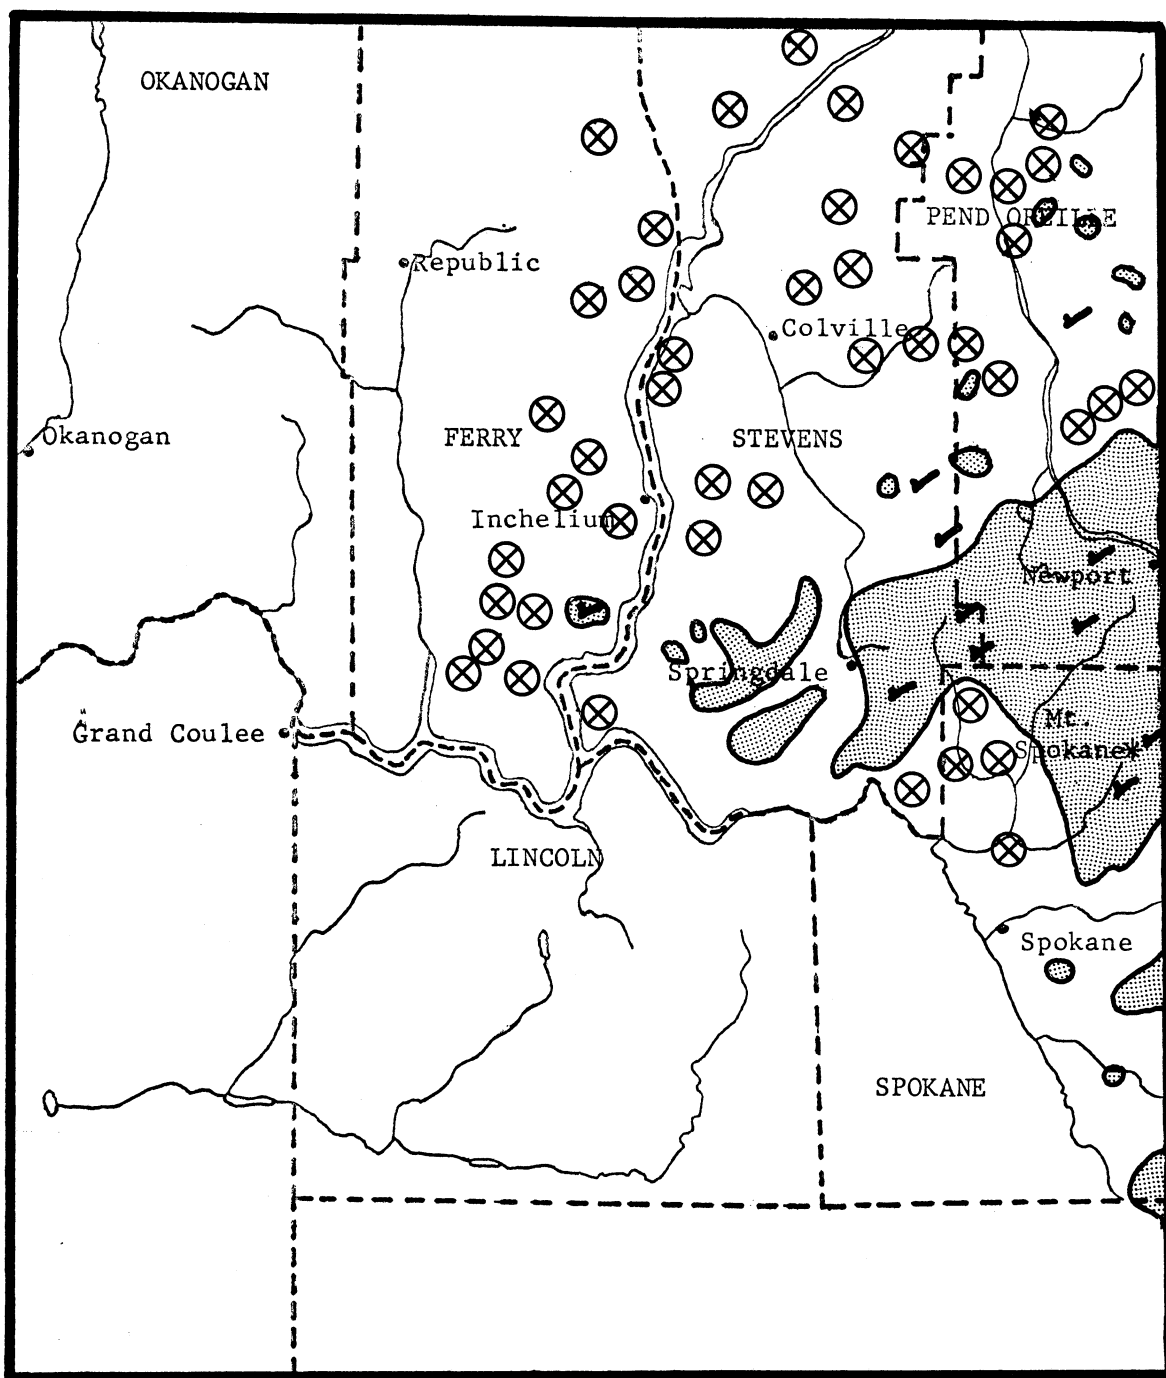 OKANOGAN
PEND OREILLE
Republic
Colville
Okanogan
FERRY
STEVENS
Inchelium
Newport
Springdale
Grand Coulee
Mt.
Spokane*
LINCOLN
Spokane
SPOKANE